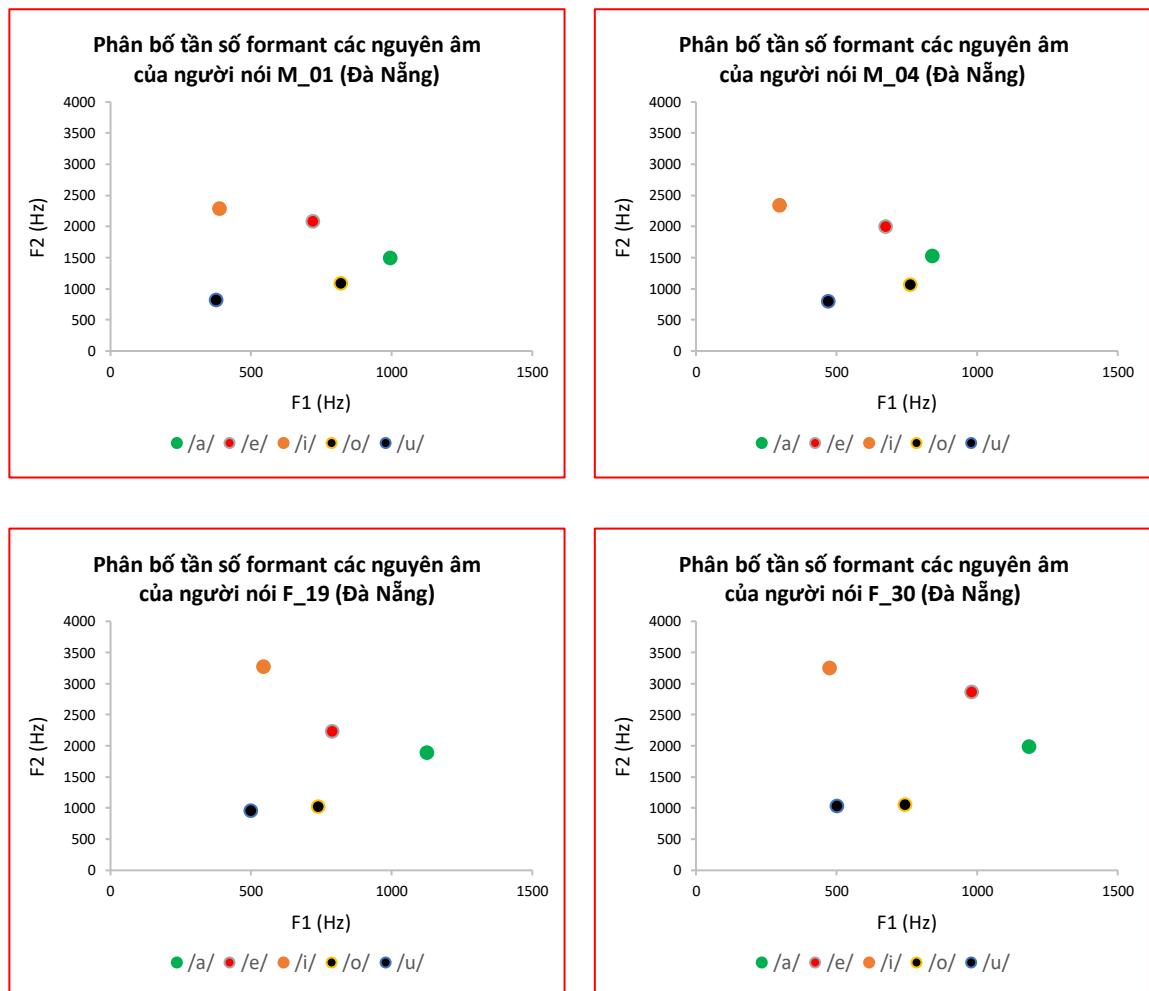 Phân bố tần số formant các nguyên âm
của người nói M_01 (Đà Nẵng)
4000
3500
3000
2500
2000
1500
1000
500
0
F2 (Hz)
0 500 1000 1500
F1 (Hz)
/a/ /e/ /i/ /o/ /u/
Phân bố tần số formant các nguyên âm
của người nói M_04 (Đà Nẵng)
4000
3500
3000
2500
2000
1500
1000
500
0
F2 (Hz)
0 500 1000 1500
F1 (Hz)
/a/ /e/ /i/ /o/ /u/
Phân bố tần số formant các nguyên âm
của người nói F_19 (Đà Nẵng)
4000
3500
3000
2500
2000
1500
1000
500
0
F2 (Hz)
0 500 1000 1500
F1 (Hz)
/a/ /e/ /i/ /o/ /u/
Phân bố tần số formant các nguyên âm
của người nói F_30 (Đà Nẵng)
4000
3500
3000
2500
2000
1500
1000
500
0
F2 (Hz)
0 500 1000 1500
F1 (Hz)
/a/ /e/ /i/ /o/ /u/